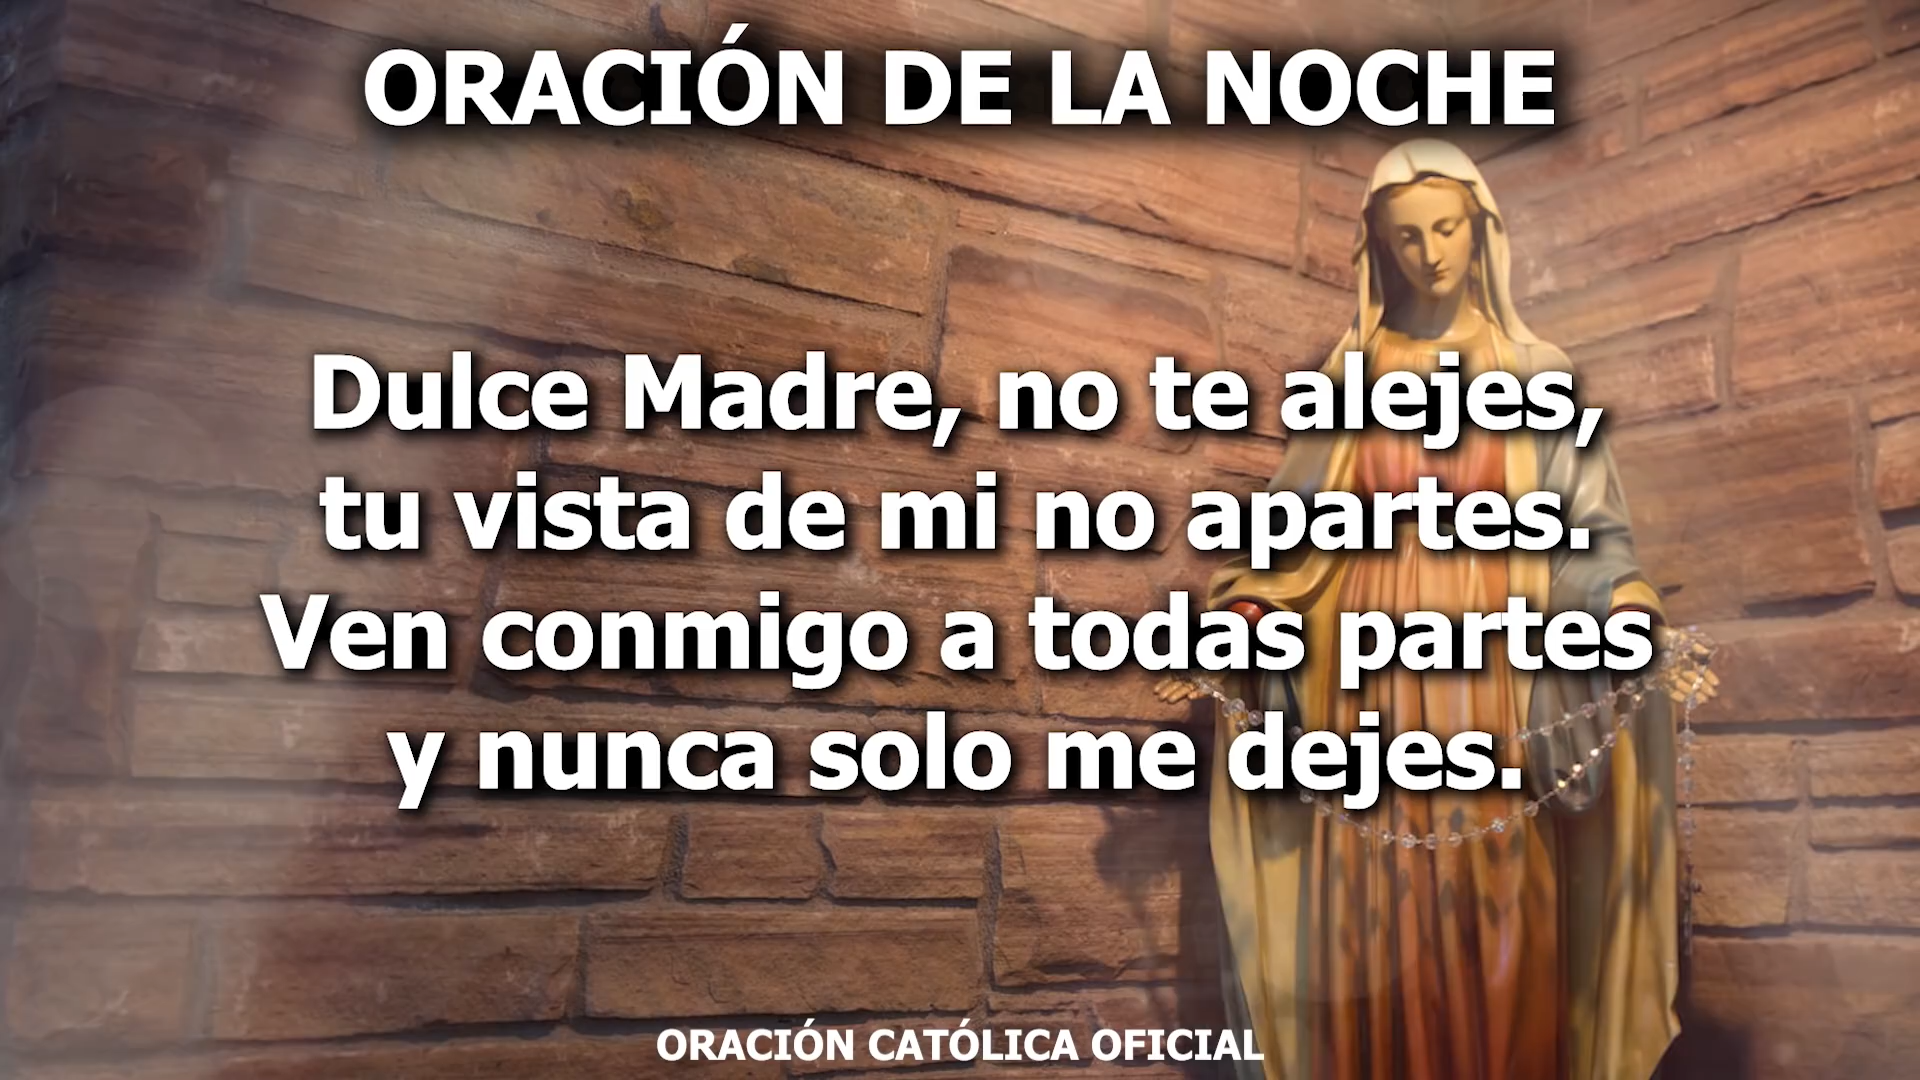 ORACIÓN DE LA NOCHE
Dulce Madre, no te alejes,
tu vista de mi no apartes.
Ven conmigo a todas partes
y nunca solo me dejes.
ORACIÓN CATÓLICA OFICIAL